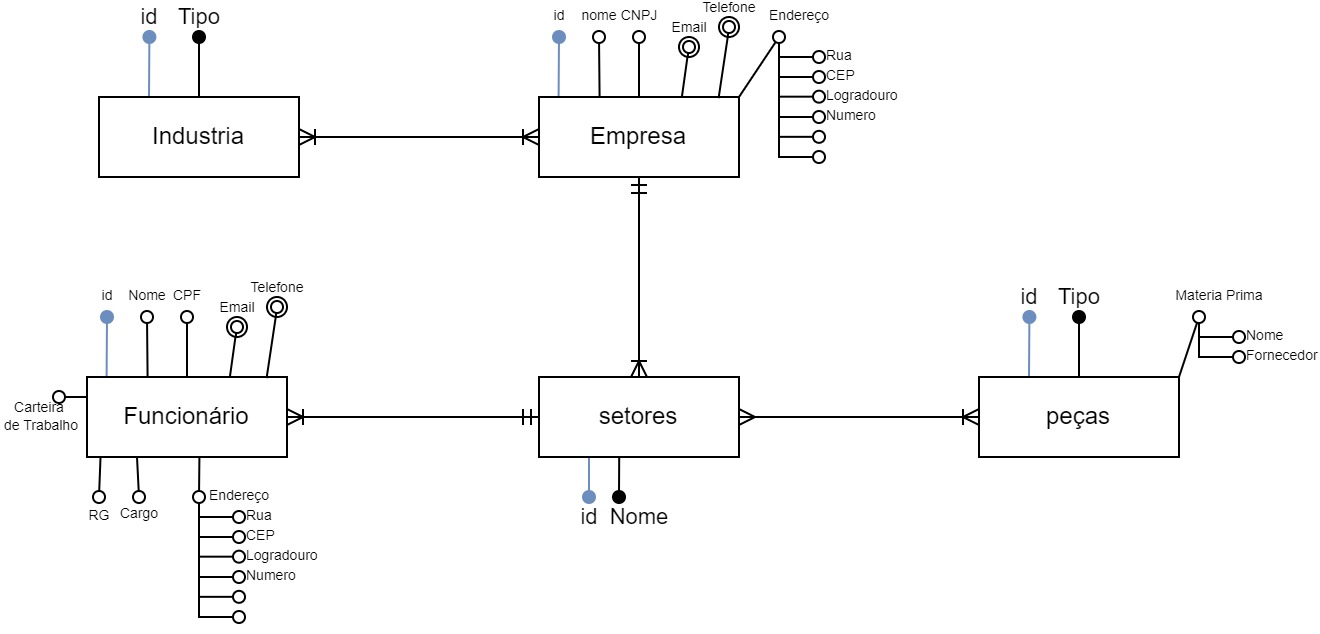 id
Tipo
Industria
id
nome
CNPJ
Email
Telefone
Endereço
Rua
CEP
Logradouro
Numero
Empresa
id
Nome
CPF
Email
Telefone
Carteira
de Trabalho
Funcionário
RG
Cargo
Endereço
Rua
CEP
Logradouro
Numero
setores
id
Nome
id
Tipo
Materia Prima
Nome
Fornecedor
peças